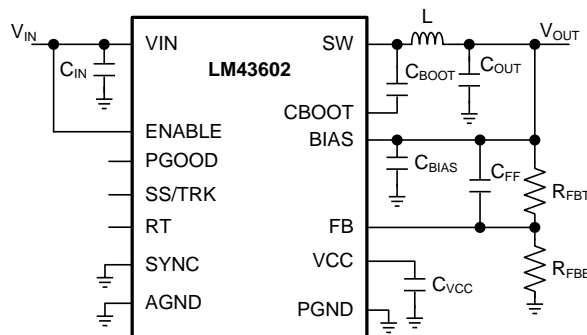 V_IN
L
V_OUT
VIN
SW
C_IN
LM43602
C_BOOT
C_OUT
CBOOT
ENABLE
BIAS
PGOOD
C_BIAS
C_FF
R_FBT
SS/TRK
RT
FB
SYNC
VCC
R_FBB
C_VCC
AGND
PGND